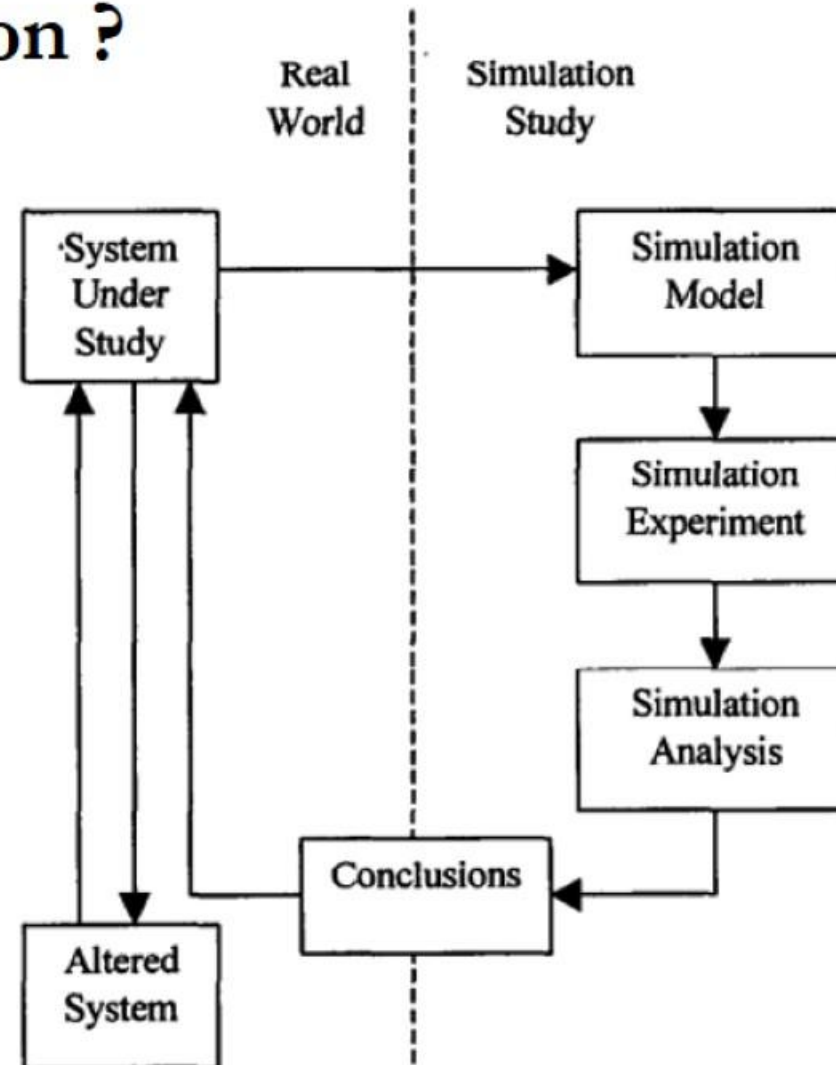 on ?
Real
World
Simulation
Study
System
Under
Study
Simulation
Model
Simulation
Experiment
Simulation
Analysis
Conclusions
Altered
System